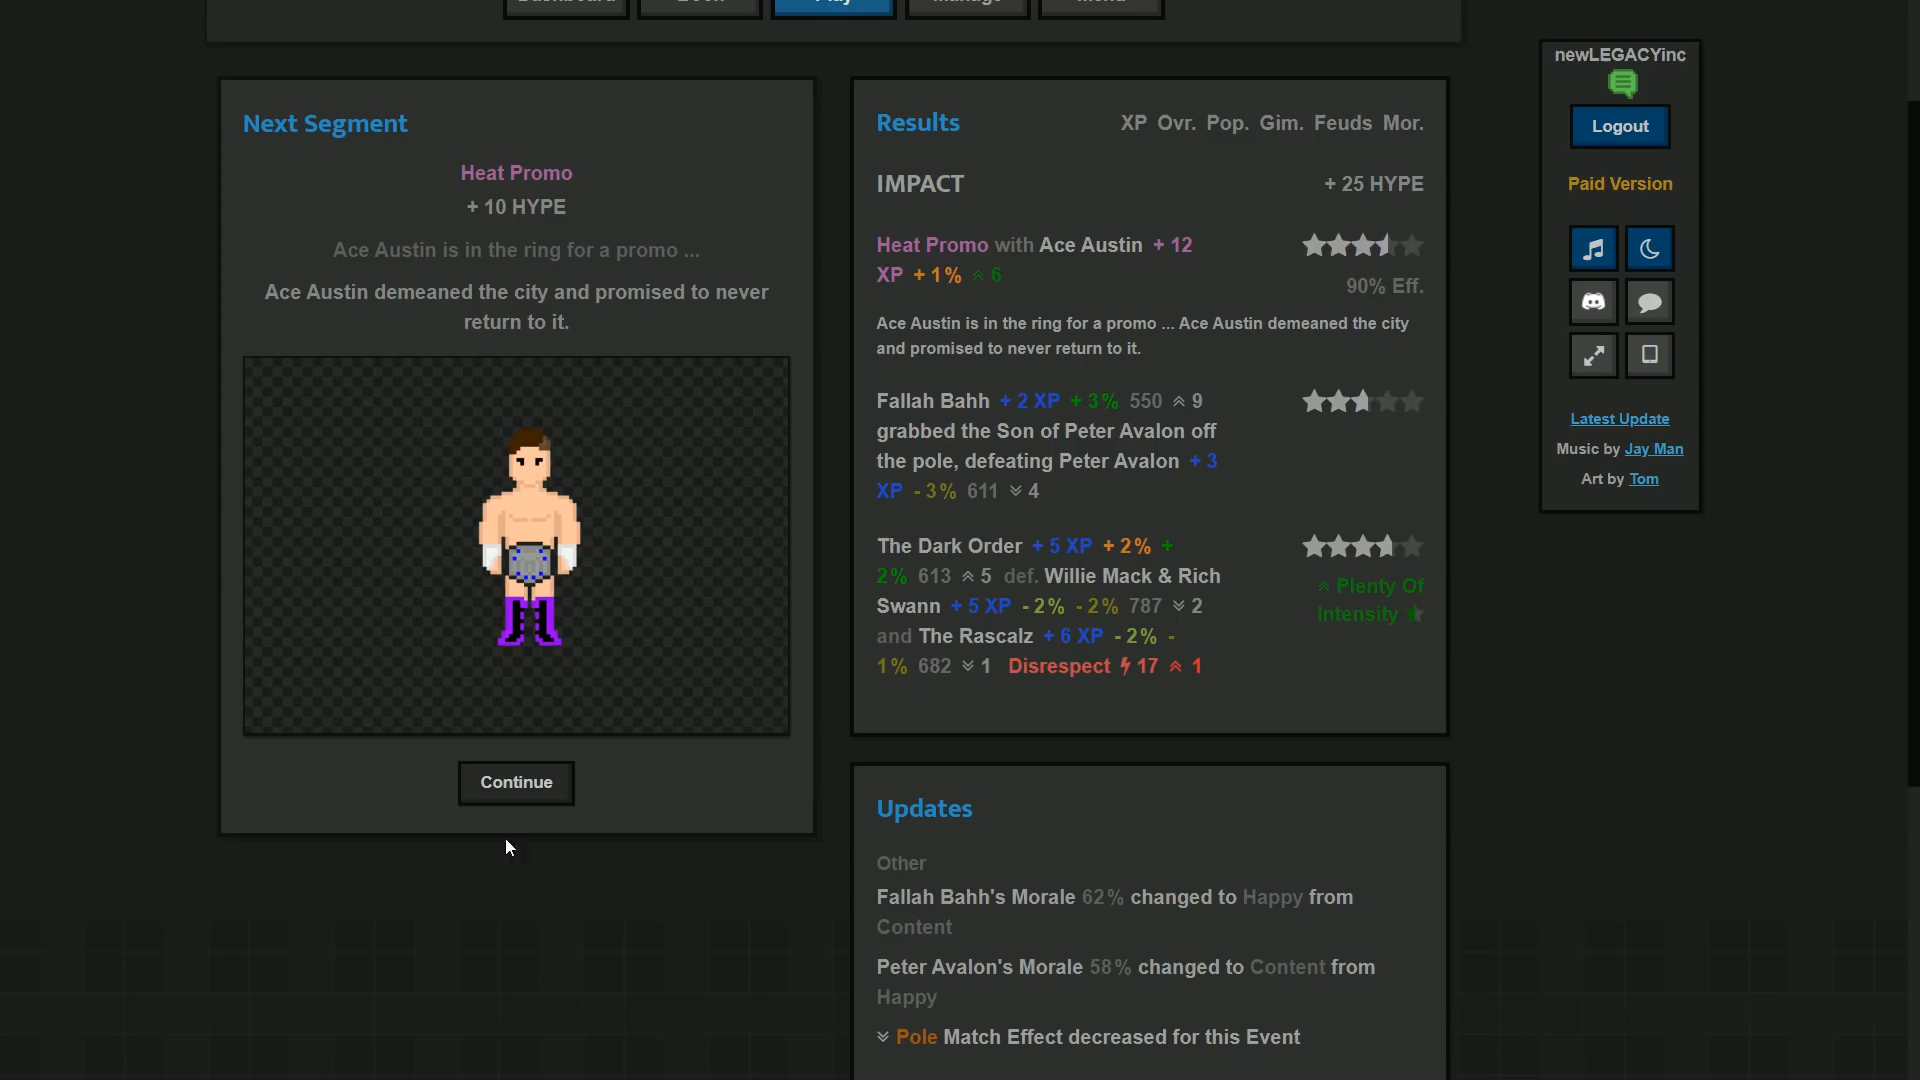 Dashboard Book Play Manage Menu
Next Segment
Heat Promo
+ 10 HYPE
Ace Austin is in the ring for a promo ...
Ace Austin demeaned the city and promised to never
return to it.
Continue
Results XP Ovr. Pop. Gim. Feuds Mor.
IMPACT + 25 HYPE
Heat Promo with Ace Austin + 12
XP + 1% 6
90% Eff.
Ace Austin is in the ring for a promo ... Ace Austin demeaned the city
and promised to never return to it.
Fallah Bahh + 2 XP + 3% 550 9
grabbed the Son of Peter Avalon off
the pole, defeating Peter Avalon + 3
XP - 3% 611 4
The Dark Order + 5 XP + 2% +
2% 613 5 def. Willie Mack & Rich
Swann + 5 XP - 2% - 2% 787 2
and The Rascalz + 6 XP - 2% -
1% 682 1 Disrespect 17 1
Plenty Of
Intensity
Updates
Other
Fallah Bahh's Morale 62% changed to Happy from
Content
Peter Avalon's Morale 58% changed to Content from
Happy
Pole Match Effect decreased for this Event
newLEGACYinc
Logout
Paid Version
Latest Update
Music by Jay Man
Art by Tom